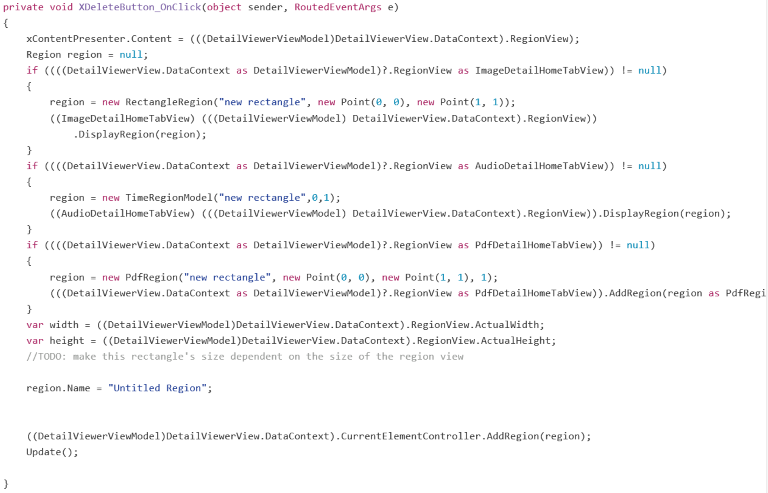 private void XDeleteButton_OnClick(object sender, RoutedEventArgs e)
{
    xContentPresenter.Content = (((DetailViewerViewModel)DetailViewerView.DataContext).RegionView);
    Region region = null;
    if ((((DetailViewerView.DataContext as DetailViewerViewModel)?.RegionView as ImageDetailHomeTabView)) != null)
    {
        region = new RectangleRegion("new rectangle", new Point(0, 0), new Point(1, 1));
        ((ImageDetailHomeTabView) (((DetailViewerViewModel) DetailViewerView.DataContext).RegionView))
            .DisplayRegion(region);
    }
    if ((((DetailViewerView.DataContext as DetailViewerViewModel)?.RegionView as AudioDetailHomeTabView)) != null)
    {
        region = new TimeRegionModel("new rectangle",0,1);
        ((AudioDetailHomeTabView) (((DetailViewerViewModel) DetailViewerView.DataContext).RegionView)).DisplayRegion(region);
    }
    if ((((DetailViewerView.DataContext as DetailViewerViewModel)?.RegionView as PdfDetailHomeTabView)) != null)
    {
        region = new PdfRegion("new rectangle", new Point(0, 0), new Point(1, 1), 1);
        (((DetailViewerView.DataContext as DetailViewerViewModel)?.RegionView as PdfDetailHomeTabView)).AddRegion(region as PdfRegi
    }
    var width = ((DetailViewerViewModel)DetailViewerView.DataContext).RegionView.ActualWidth;
    var height = ((DetailViewerViewModel)DetailViewerView.DataContext).RegionView.ActualHeight;
    //TODO: make this rectangle's size dependent on the size of the region view
    region.Name = "Untitled Region";
    ((DetailViewerViewModel)DetailViewerView.DataContext).CurrentElementController.AddRegion(region);
    Update();
}